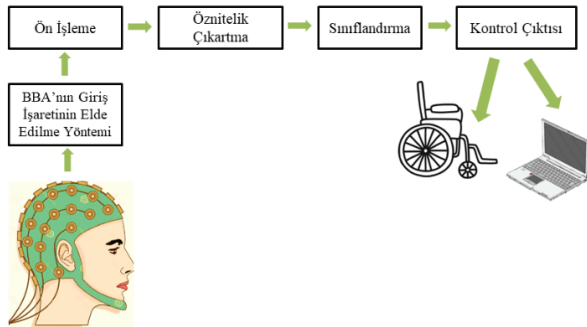 Ön İşleme
Öznitelik
Çıkartma
Sınıflandırma
Kontrol Çıktısı
BBA’nın Giriş
İşaretinin Elde
Edilme Yöntemi